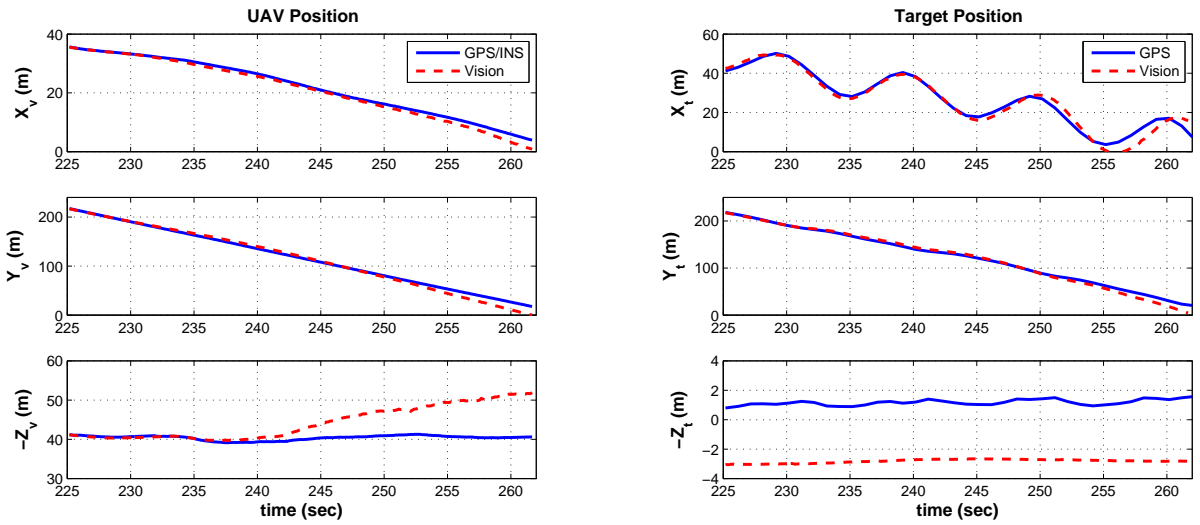 UAV Position
40
20
0
X_v (m)
GPS/INS
Vision
225 230 235 240 245 250 255 260
200
100
0
Y_v (m)
225 230 235 240 245 250 255 260
60
50
40
30
-Z_v (m)
225 230 235 240 245 250 255 260
time (sec)
Target Position
60
40
20
0
X_t (m)
GPS
Vision
225 230 235 240 245 250 255 260
200
100
0
Y_t (m)
225 230 235 240 245 250 255 260
4
2
0
−2
−4
-Z_t (m)
225 230 235 240 245 250 255 260
time (sec)